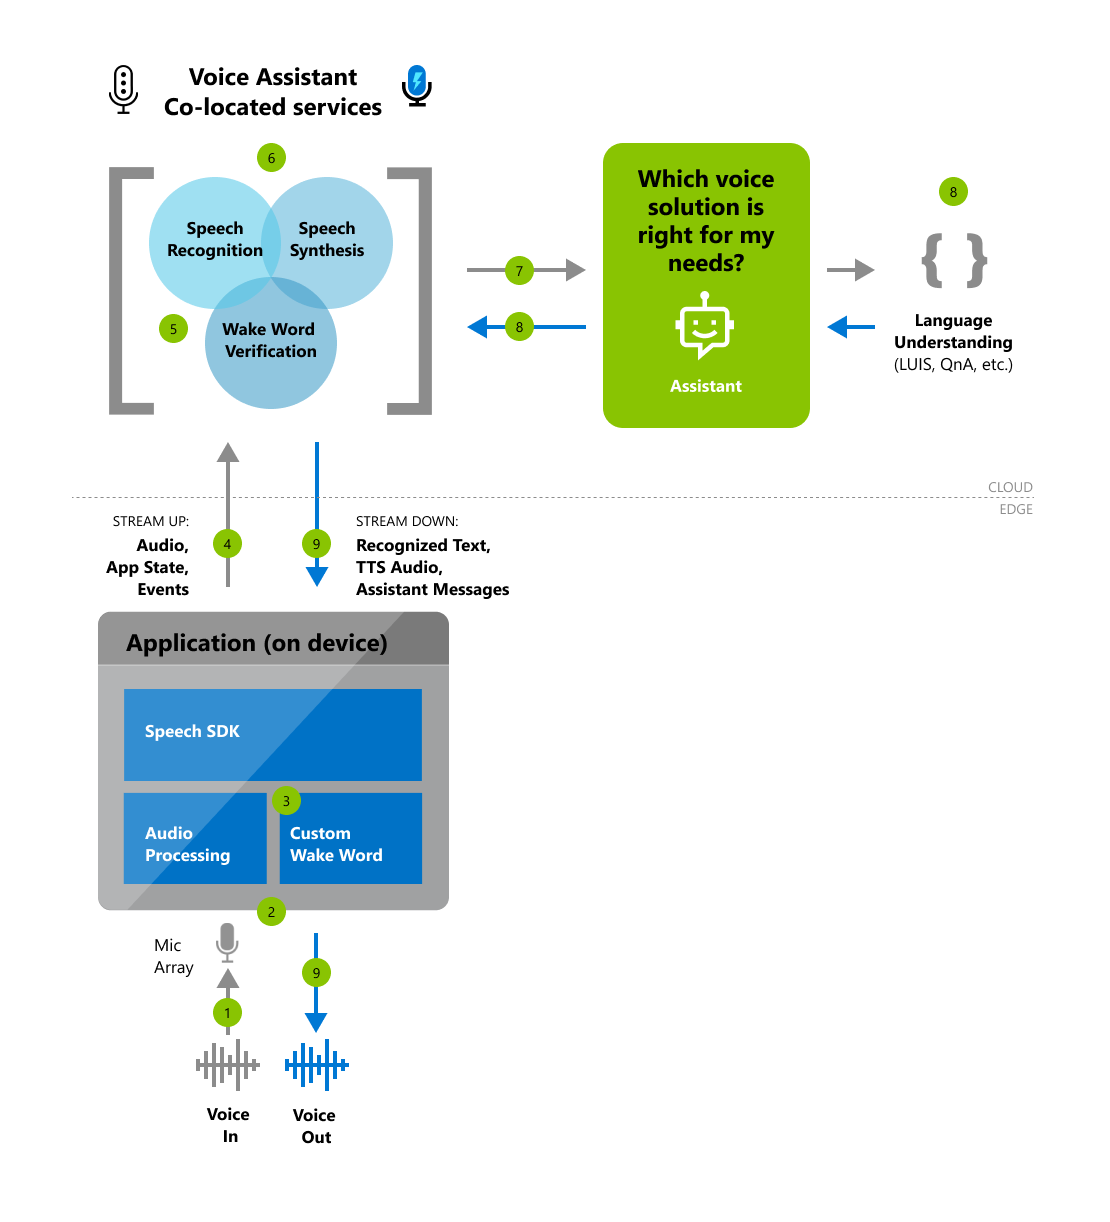 Voice Assistant
Co-located services
6
Speech
Recognition
Speech
Synthesis
5
Wake Word
Verification
7
8
Which voice
solution is
right for my
needs?
Assistant
8
{ }
Language
Understanding
(LUIS, QnA, etc.)
CLOUD
EDGE
STREAM UP:
Audio,
App State,
Events
4
9
STREAM DOWN:
Recognized Text,
TTS Audio,
Assistant Messages
Application (on device)
Speech SDK
3
Audio
Processing
Custom
Wake Word
2
Mic
Array
9
1
Voice
In
Voice
Out